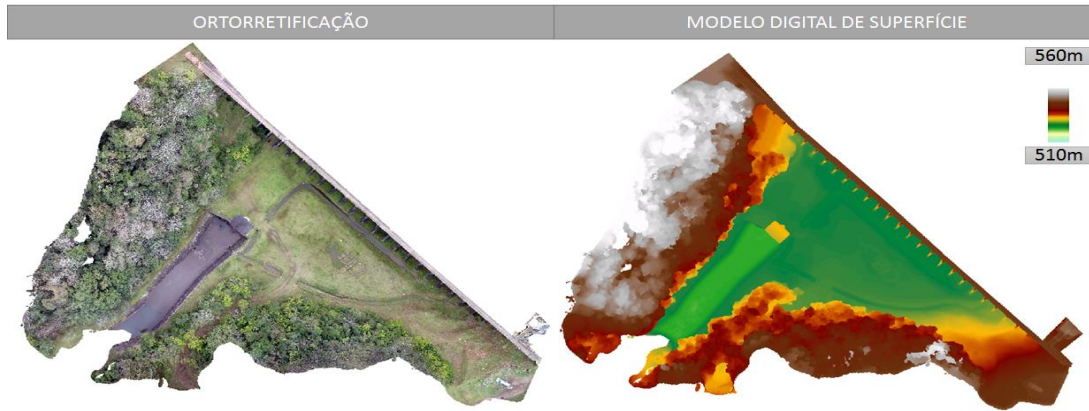 ORTORRETIFICAÇÃO
MODELO DIGITAL DE SUPERFÍCIE
560m
510m